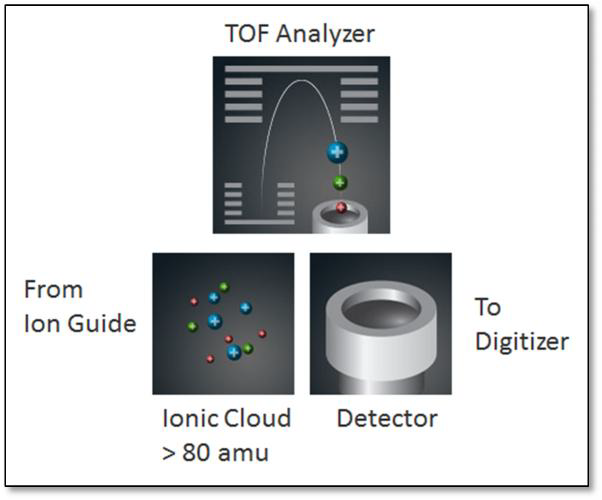 TOF Analyzer
From
Ion Guide
To
Digitizer
Ionic Cloud
> 80 amu
Detector